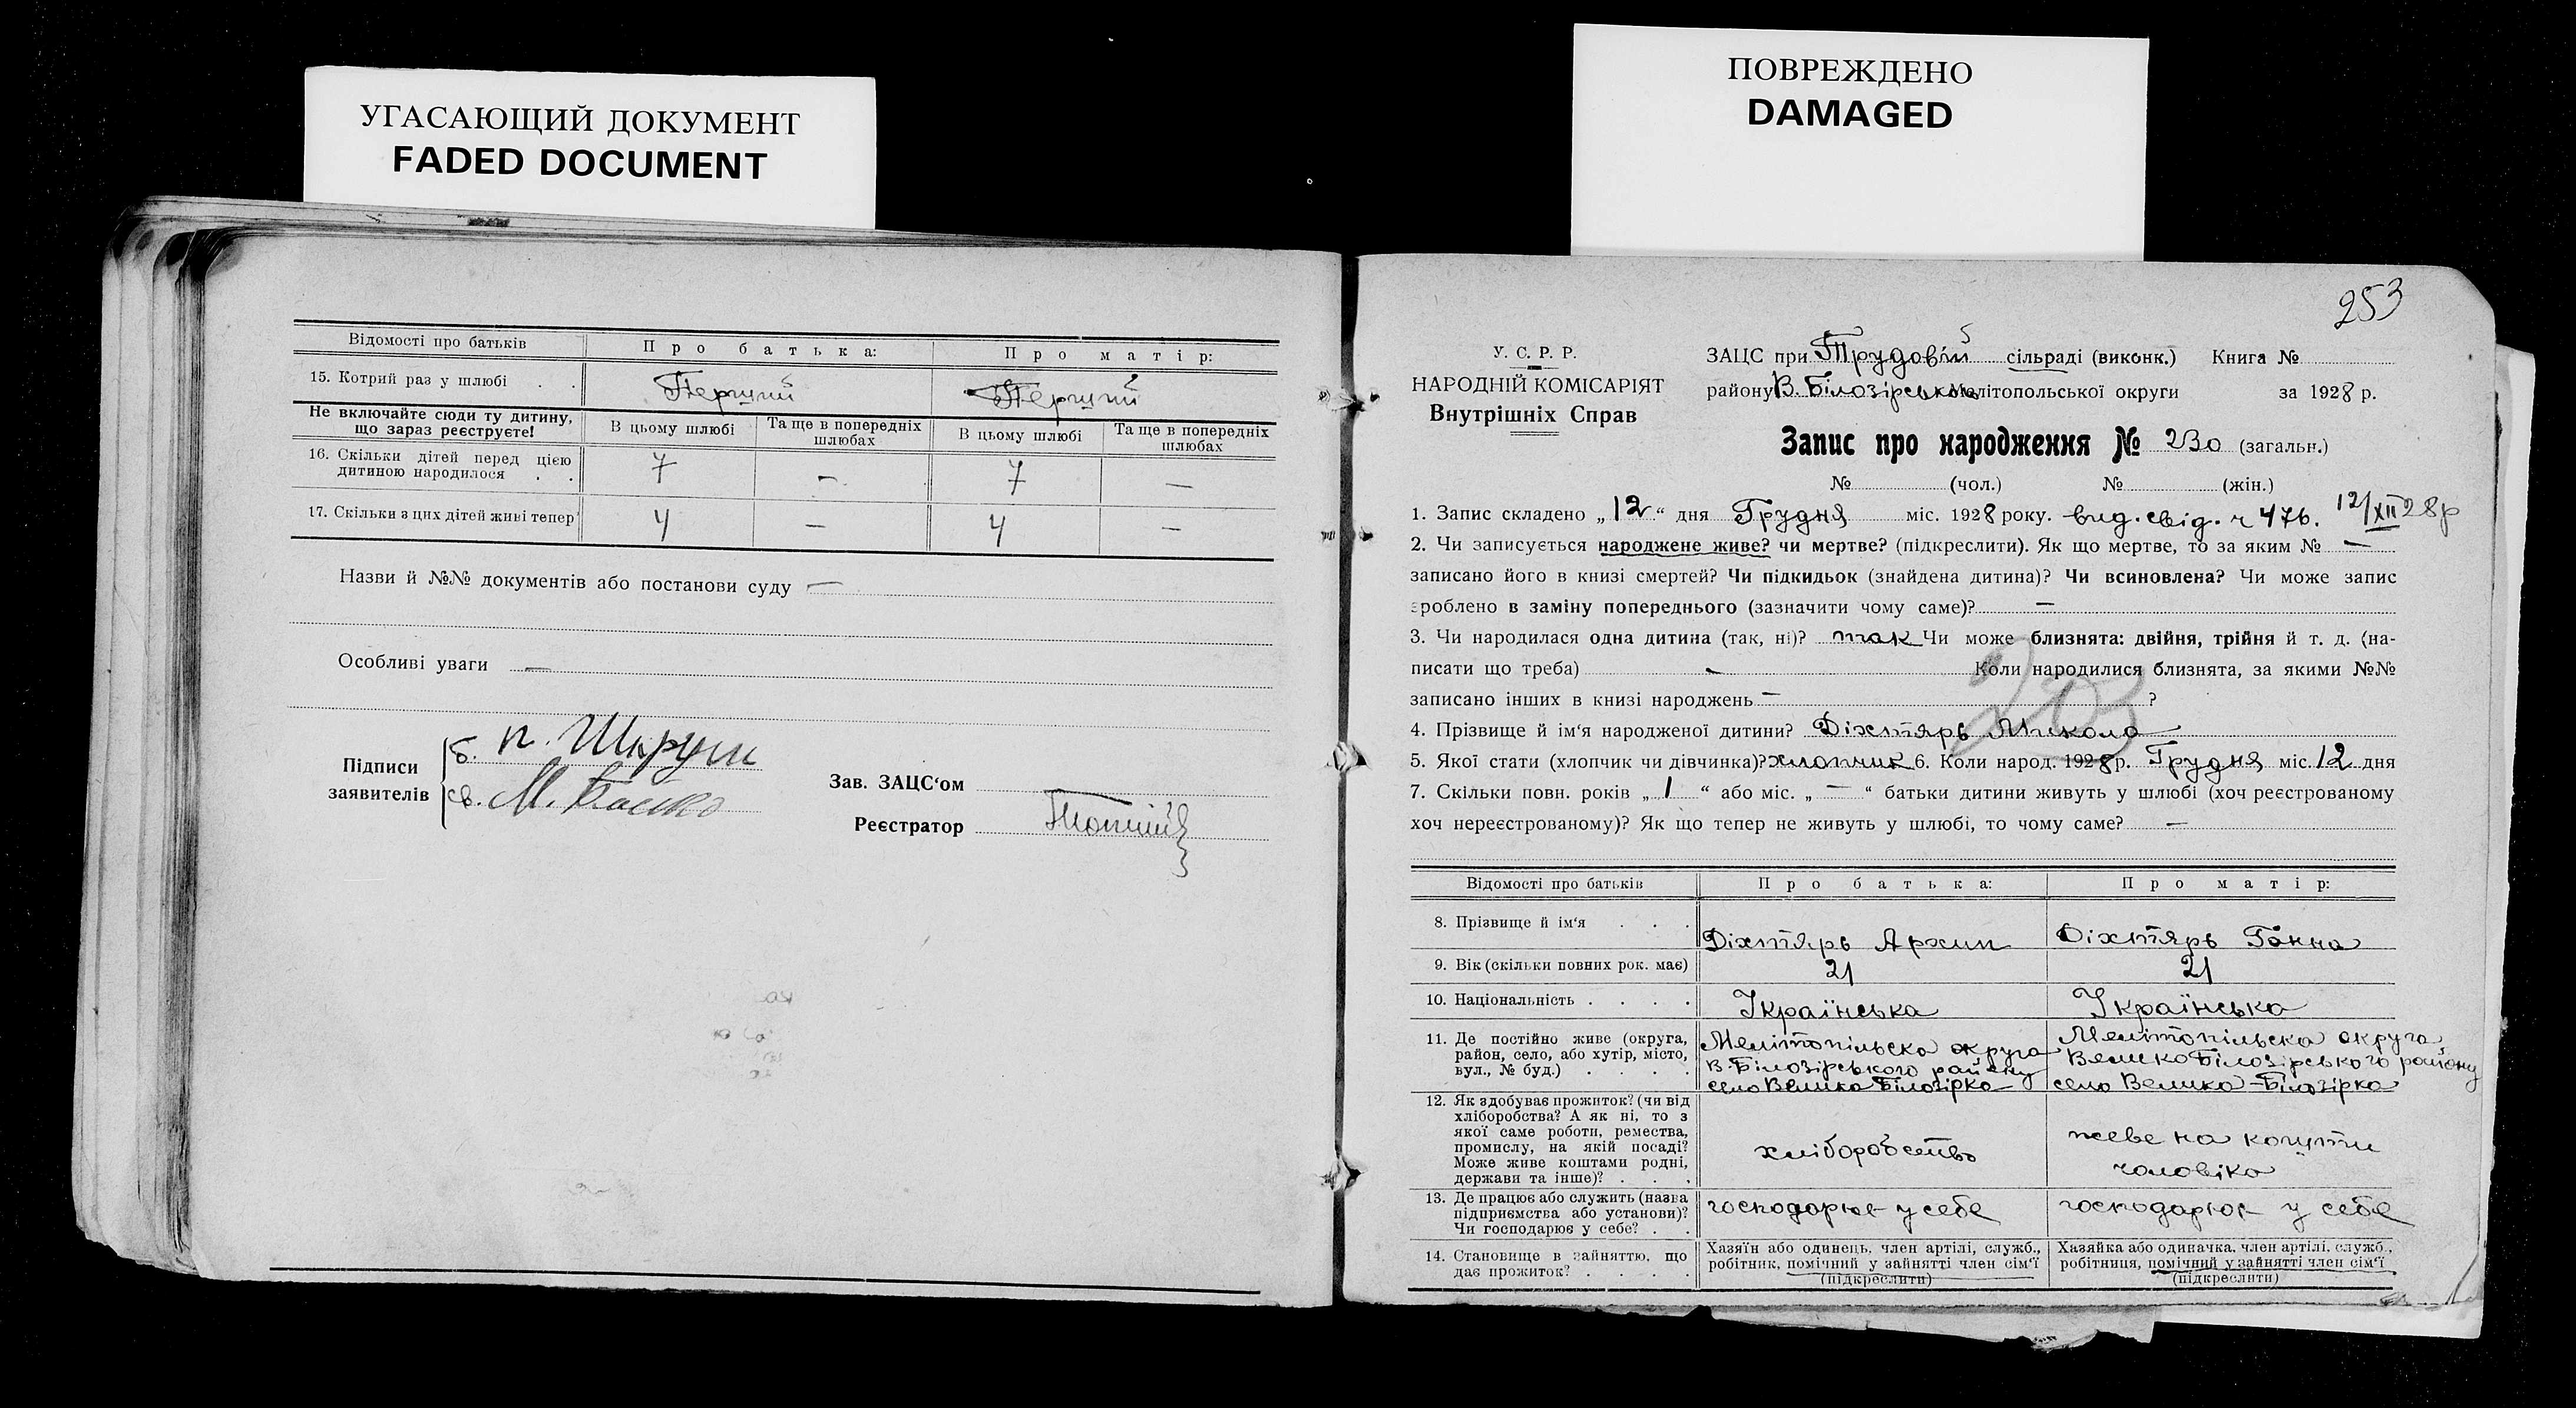 УГАСАЮЩИЙ ДОКУМЕНТ
FADED DOCUMENT
ПОВРЕЖДЕНО
DAMAGED
Відомості про батьків Про батька: Про матір:
15. Котрий раз у шлюбі . . Перший Перший
Не включайте сюди ту дитину,
що зараз реєструєте!
В цьому шлюбі Та ще в попередніх шлюбах В цьому шлюбі Та ще в попередніх шлюбах
16. Скільки дітей перед цією
дитиною народилося . . 7 — 7 —
17. Скільки з цих дітей живі тепер 4 — 4 —
Назви й №№ документів або постанови суду —
Особливі уваги —
Підписи
заявителів
б. п.
св. М.
Зав. ЗАЦС'ом
Реєстратор
253
У. С. Р. Р.
НАРОДНІЙ КОМІСАРІЯТ
Внутрішніх Справ
ЗАЦС при Трудовій сільраді (виконк.) Книга №
району В. Білозірсько Мелітопольської округи за 1928 р.
Запис про народження № 230 (загальн.)
№ (чол.) № (жін.)
1. Запис складено „12“ дня Грудня міс. 1928 року. вид. свід. ч 476. 12/XII 28р
2. Чи записується народжене живе? чи мертве? (підкреслити). Як що мертве, то за яким № —
записано його в книзі смертей? Чи підкидьок (знайдена дитина)? Чи всиновлена? Чи може запис
зроблено в заміну попереднього (зазначити чому саме)? —
3. Чи народилася одна дитина (так, ні)? так Чи може близнята: двійня, трійня й т. д. (на-
писати що треба) - Коли народилися близнята, за якими №№
записано інших в книзі народжень — ?
203
4. Прізвище й ім'я народженої дитини? Діхтярь Микола
5. Якої стати (хлопчик чи дівчинка)? хлопчик 6. Коли народ. 1928 р. Грудня міс. 12 дня
7. Скільки повн. років „1“ або міс. „—“ батьки дитини живуть у шлюбі (хоч реєстрованому
хоч нереєстрованому)? Як що тепер не живуть у шлюбі, то чому саме? —
Відомості про батьків Про батька: Про матір:
8. Прізвище й ім'я . . . Діхтярь Архип Діхтярь Ганна
9. Вік (скільки повних рок. має) 21 21
10. Національність . . . . Українська Українська
11. Де постійно живе (округа,
район, село, або хутір, місто,
вул., № буд.) . . . .
Мелітопільска округа
В. Білозірського району
село Велика Білозірка
Мелітопільска округа
Велико Білозірського району
село Велика-Білозірка
12. Як здобуває прожиток? (чи від
хліборобства? А як ні, то з
якої саме роботи, ремества,
промислу, на якій посаді?
Може живе коштами родні,
держави та інше)? . . .
хліборобство
жеве на кошти
чоловіка
13. Де працює або служить (назва
підприємства або установи)?
Чи господарює у себе? . .
господарює у себе господарює у себе
14. Становище в зайняттю, що
дає прожиток? . . . .
Хазяїн або одинець, член артілі, служб.,
робітник, помічний у зайнятті член сім'ї
(підкреслити)
Хазяйка або одиначка, член артілі, служб.,
робітниця, помічний у зайнятті член сім'ї
(підкреслити)